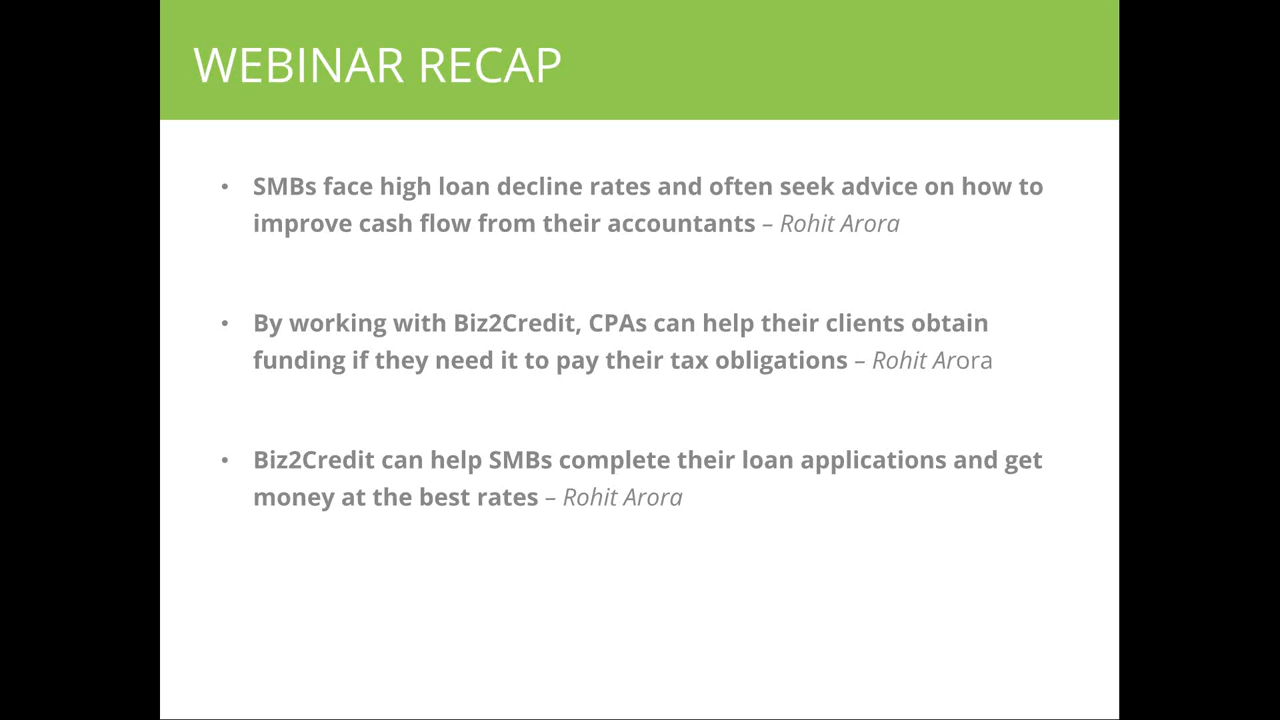 WEBINAR RECAP
• SMBs face high loan decline rates and often seek advice on how to
improve cash flow from their accountants – Rohit Arora
• By working with Biz2Credit, CPAs can help their clients obtain
funding if they need it to pay their tax obligations – Rohit Arora
• Biz2Credit can help SMBs complete their loan applications and get
money at the best rates – Rohit Arora